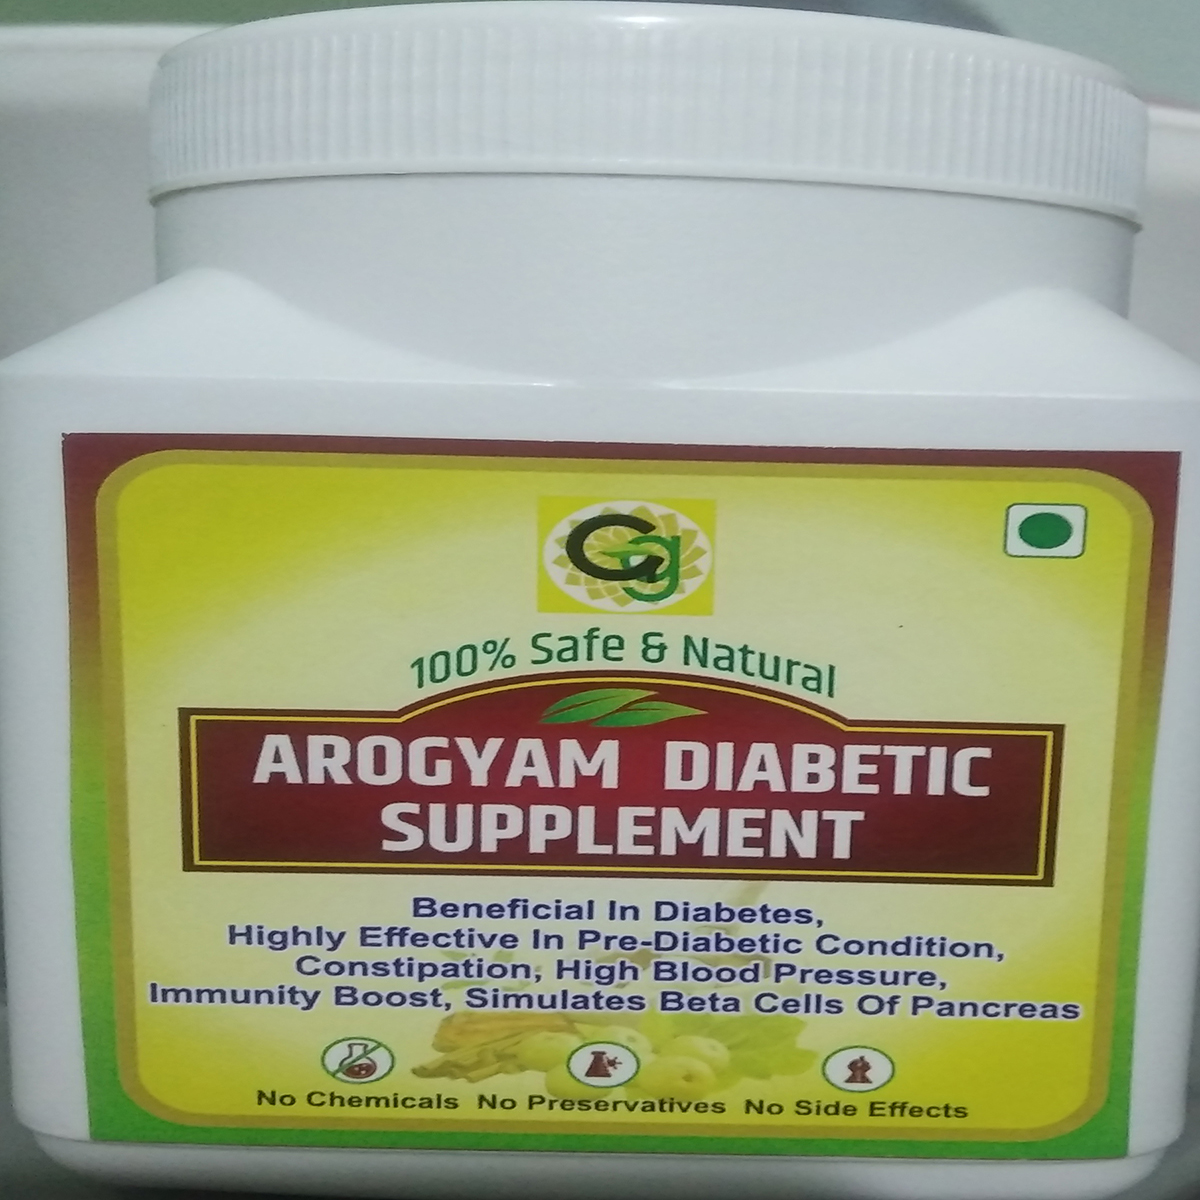 Gg
100% Safe & Natural
AROGYAM DIABETIC
SUPPLEMENT
Beneficial In Diabetes,
Highly Effective In Pre-Diabetic Condition,
Constipation, High Blood Pressure,
Immunity Boost, Simulates Beta Cells Of Pancreas
No Chemicals No Preservatives No Side Effects